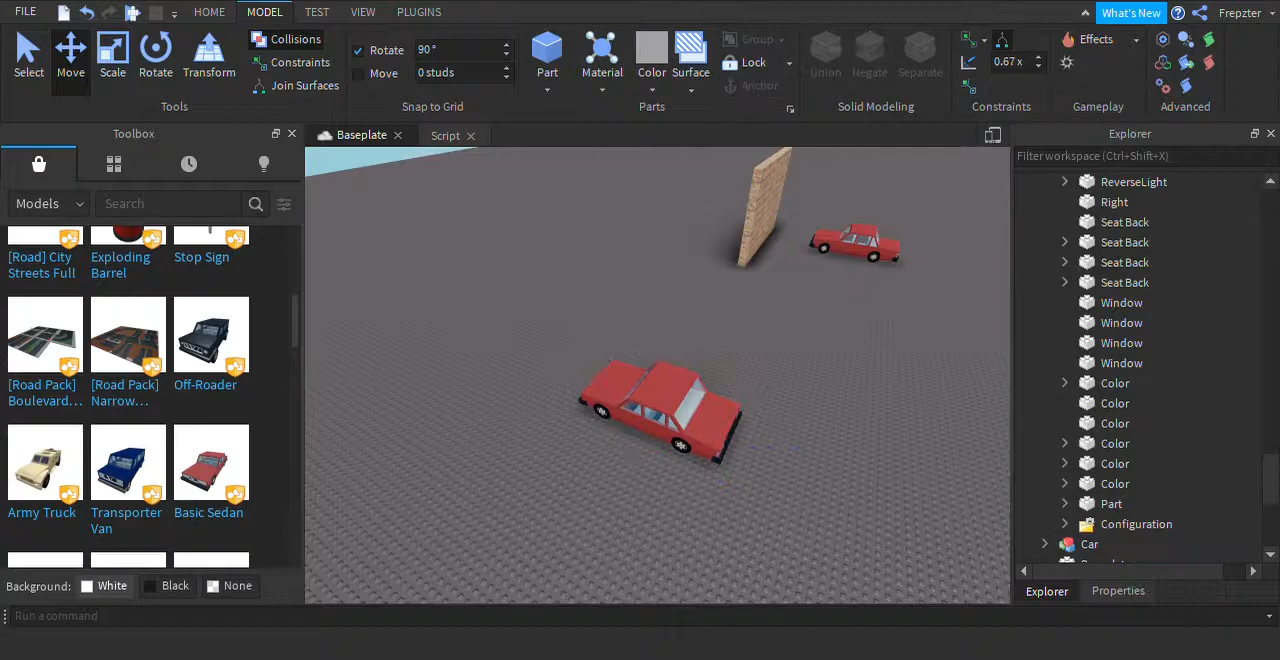 FILE
HOME
MODEL
TEST
VIEW
PLUGINS
What's New
Frepzter
Select
Move
Scale
Rotate
Transform
Collisions
Constraints
Join Surfaces
Tools
Rotate 90°
Move 0 studs
Snap to Grid
Part
Material
Color
Surface
Group
Lock
Anchor
Parts
Union
Negate
Separate
Solid Modeling
0.67 x
Constraints
Effects
Gameplay
Advanced
Toolbox
Models
Search
[Road] City
Streets Full
Exploding
Barrel
Stop Sign
[Road Pack]
Boulevard...
[Road Pack]
Narrow...
Off-Roader
Army Truck
Transporter
Van
Basic Sedan
Background:
White
Black
None
Run a command
Baseplate
Script
Explorer
Filter workspace (Ctrl+Shift+X)
ReverseLight
Right
Seat Back
Seat Back
Seat Back
Seat Back
Window
Window
Window
Window
Color
Color
Color
Color
Color
Color
Part
Configuration
Car
Explorer
Properties